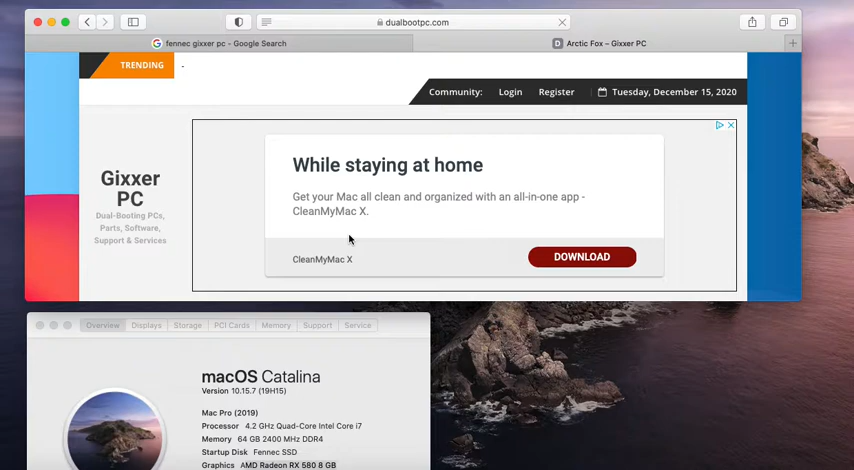 dualbootpc.com
fennec gixxer pc - Google Search
D Arctic Fox – Gixxer PC
TRENDING -
Community: Login Register Tuesday, December 15, 2020
Gixxer
PC
Dual-Booting PCs,
Parts, Software,
Support & Services
While staying at home
Get your Mac all clean and organized with an all-in-one app -
CleanMyMac X.
CleanMyMac X
DOWNLOAD
Overview Displays Storage PCI Cards Memory Support Service
macOS Catalina
Version 10.15.7 (19H15)
Mac Pro (2019)
Processor 4.2 GHz Quad-Core Intel Core i7
Memory 64 GB 2400 MHz DDR4
Startup Disk Fennec SSD
Graphics AMD Radeon RX 580 8 GB